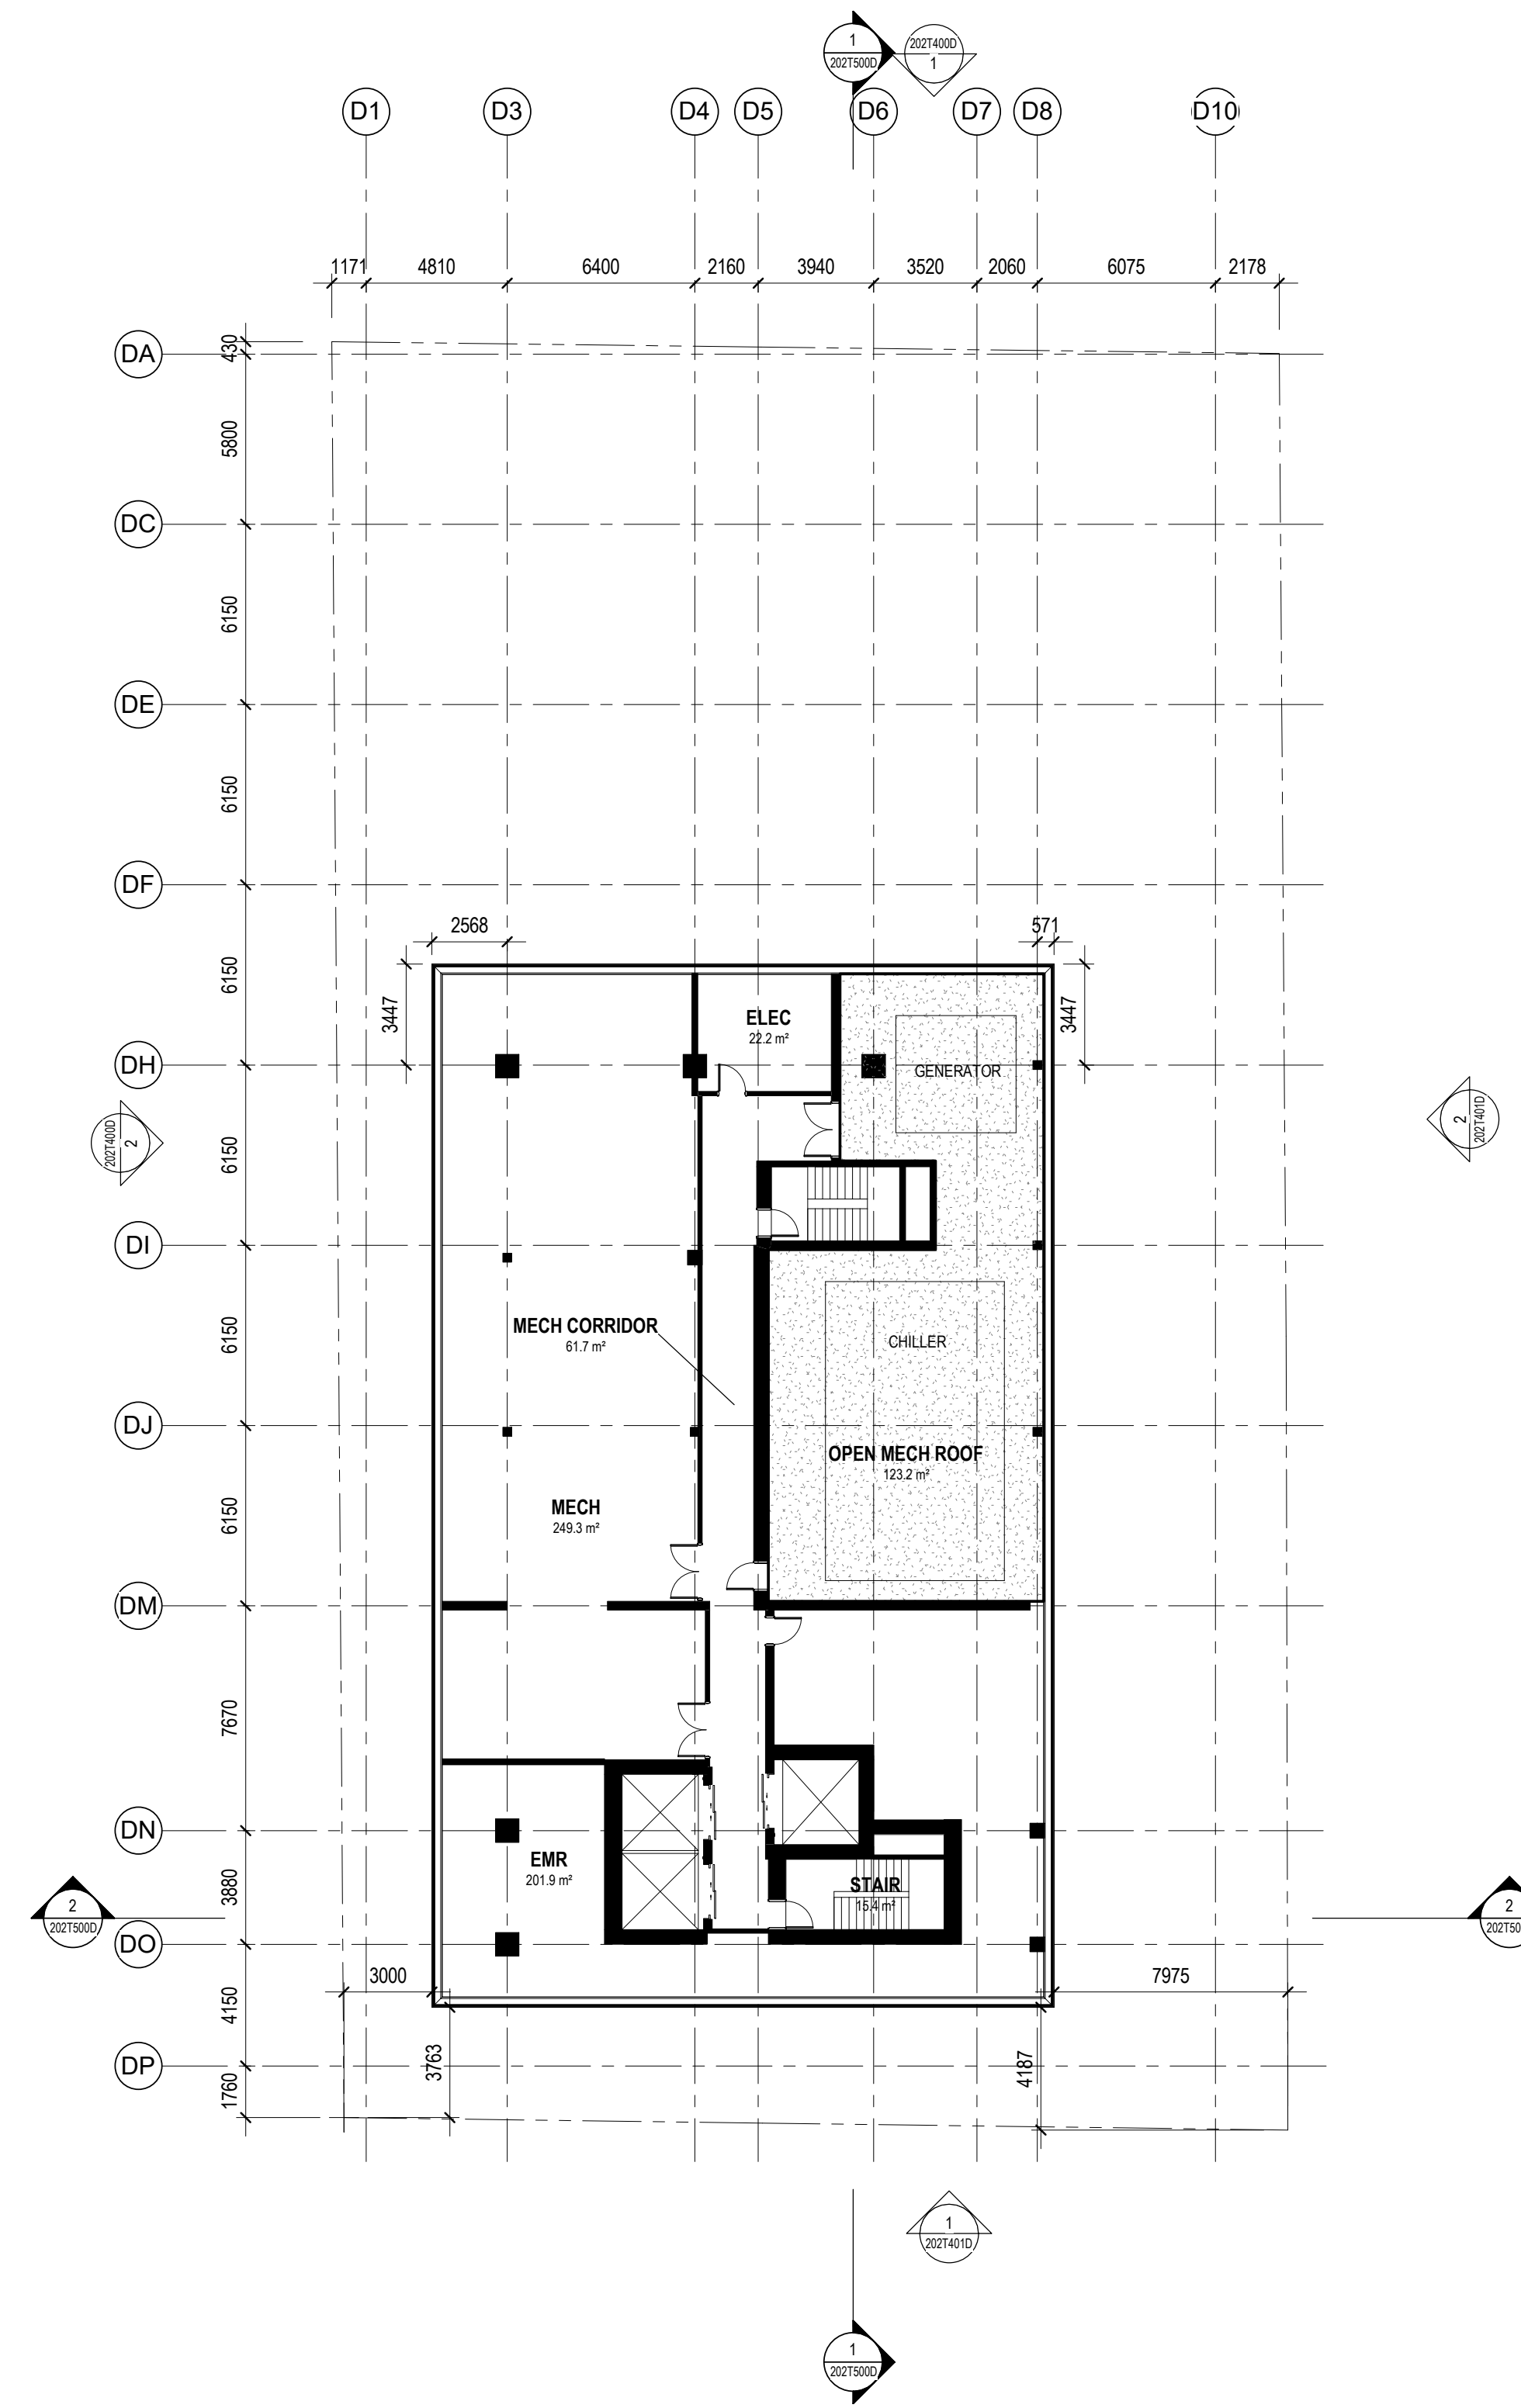 1
202T500D
202T400D
1
D1
D3
D4
D5
D6
D7
D8
D10
1171
4810
6400
2160
3940
3520
2060
6075
2178
DA
430
5800
DC
6150
DE
6150
DF
6150
2568
571
3447
3447
ELEC
22.2 m²
DH
GENERATOR
202T400D
2
2
202T401D
6150
DI
6150
MECH CORRIDOR
61.7 m²
CHILLER
DJ
OPEN MECH ROOF
123.2 m²
6150
MECH
249.3 m²
DM
7670
DN
EMR
201.9 m²
STAIR
15.4 m²
3880
2
202T500D
2
202T50
DO
3000
7975
4150
3763
4187
DP
1760
1
202T401D
1
202T500D